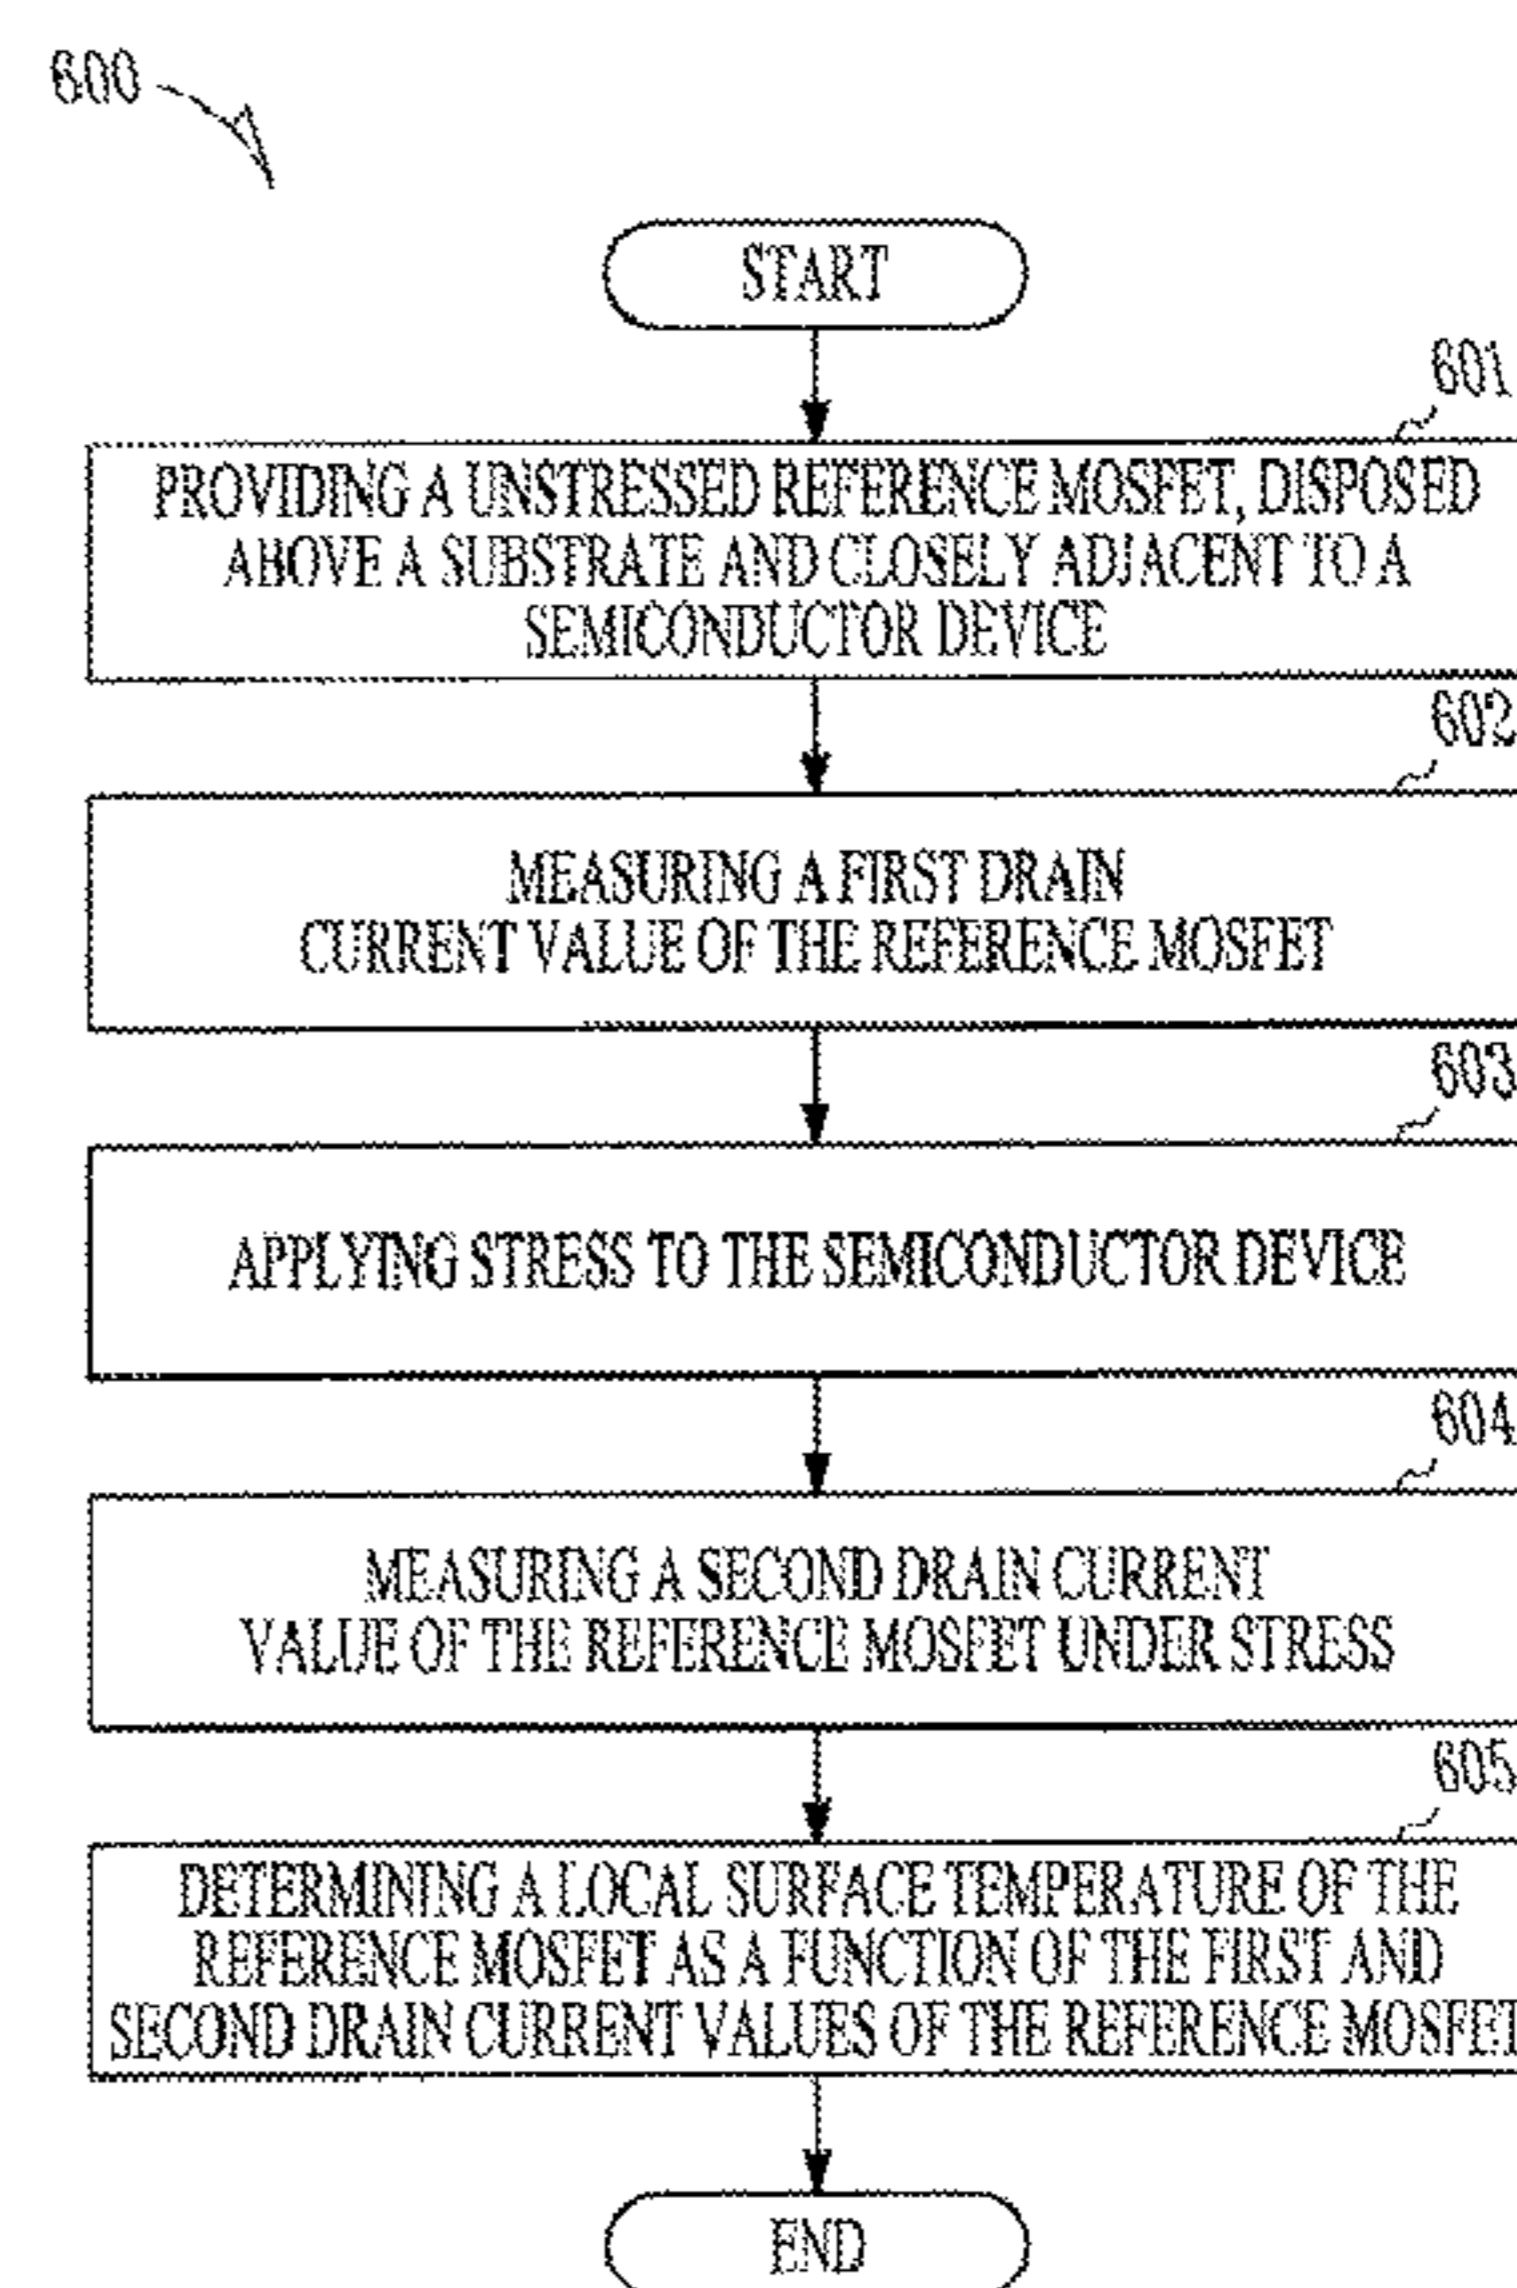 600
START
601
PROVIDING A UNSTRESSED REFERENCE MOSFET, DISPOSED
ABOVE A SUBSTRATE AND CLOSELY ADJACENT TO A
SEMICONDUCTOR DEVICE
602
MEASURING A FIRST DRAIN
CURRENT VALUE OF THE REFERENCE MOSFET
603
APPLYING STRESS TO THE SEMICONDUCTOR DEVICE
604
MEASURING A SECOND DRAIN CURRENT
VALUE OF THE REFERENCE MOSFET UNDER STRESS
605
DETERMINING A LOCAL SURFACE TEMPERATURE OF THE
REFERENCE MOSFET AS A FUNCTION OF THE FIRST AND
SECOND DRAIN CURRENT VALUES OF THE REFERENCE MOSFET
END